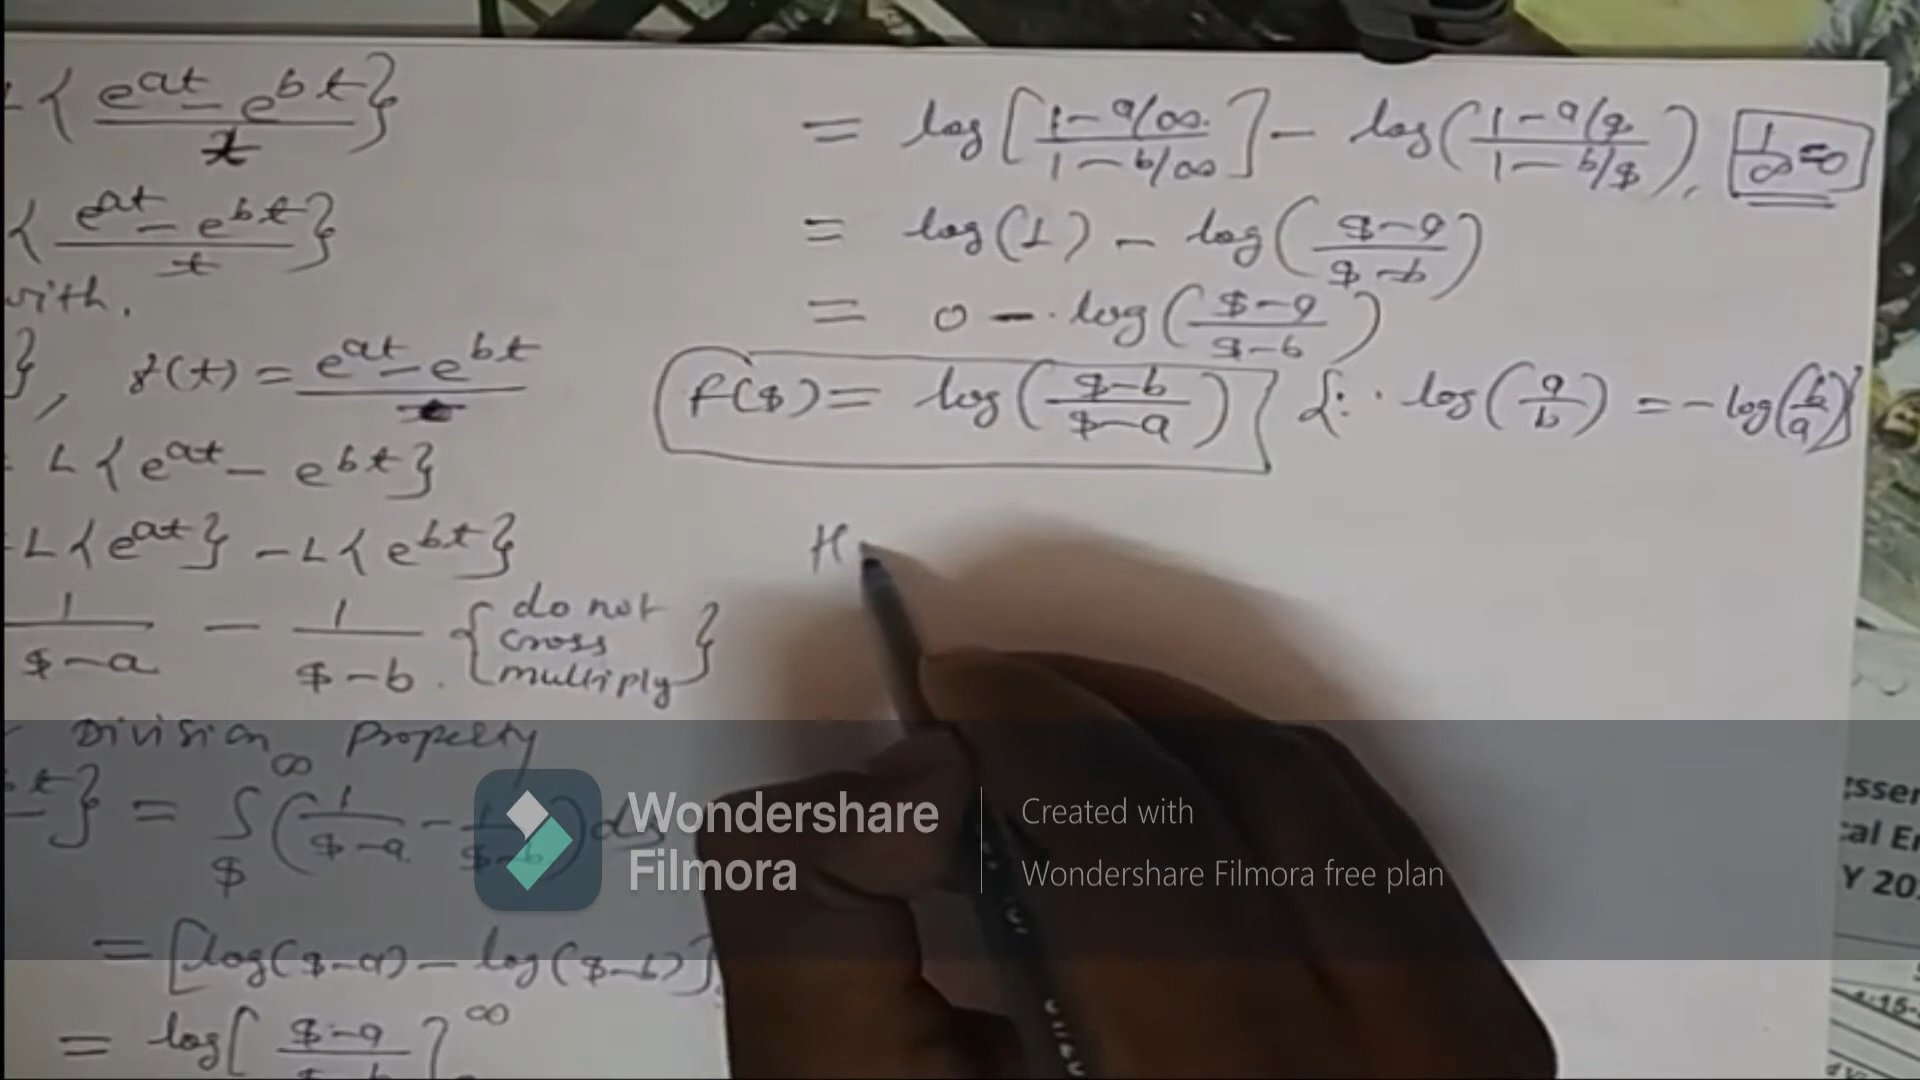 L{e^at - e^bt / t}
{e^at - e^bt / t}
with.
}, f(t) = e^at - e^bt / t
= L{e^at - e^bt}
= L{e^at} - L{e^bt}
1/($-a) - 1/($-b) {do not
cross
multiply}
Division Property
bt / } = ∫_$^∞ (1/($-a) - 1/($-b)) ds
= [log($-a) - log($-b)]
= log[($-a)/($-b)]^∞
= log[(1-a/∞)/(1-b/∞)] - log((1-a/$)/(1-b/$)), 1/∞=0
= log(1) - log(($-a)/($-b))
= 0 - log(($-a)/($-b))
F($) = log(($-b)/($-a)) {∵ log(a/b) = -log(b/a)}
H
Wondershare
Filmora
Created with
Wondershare Filmora free plan